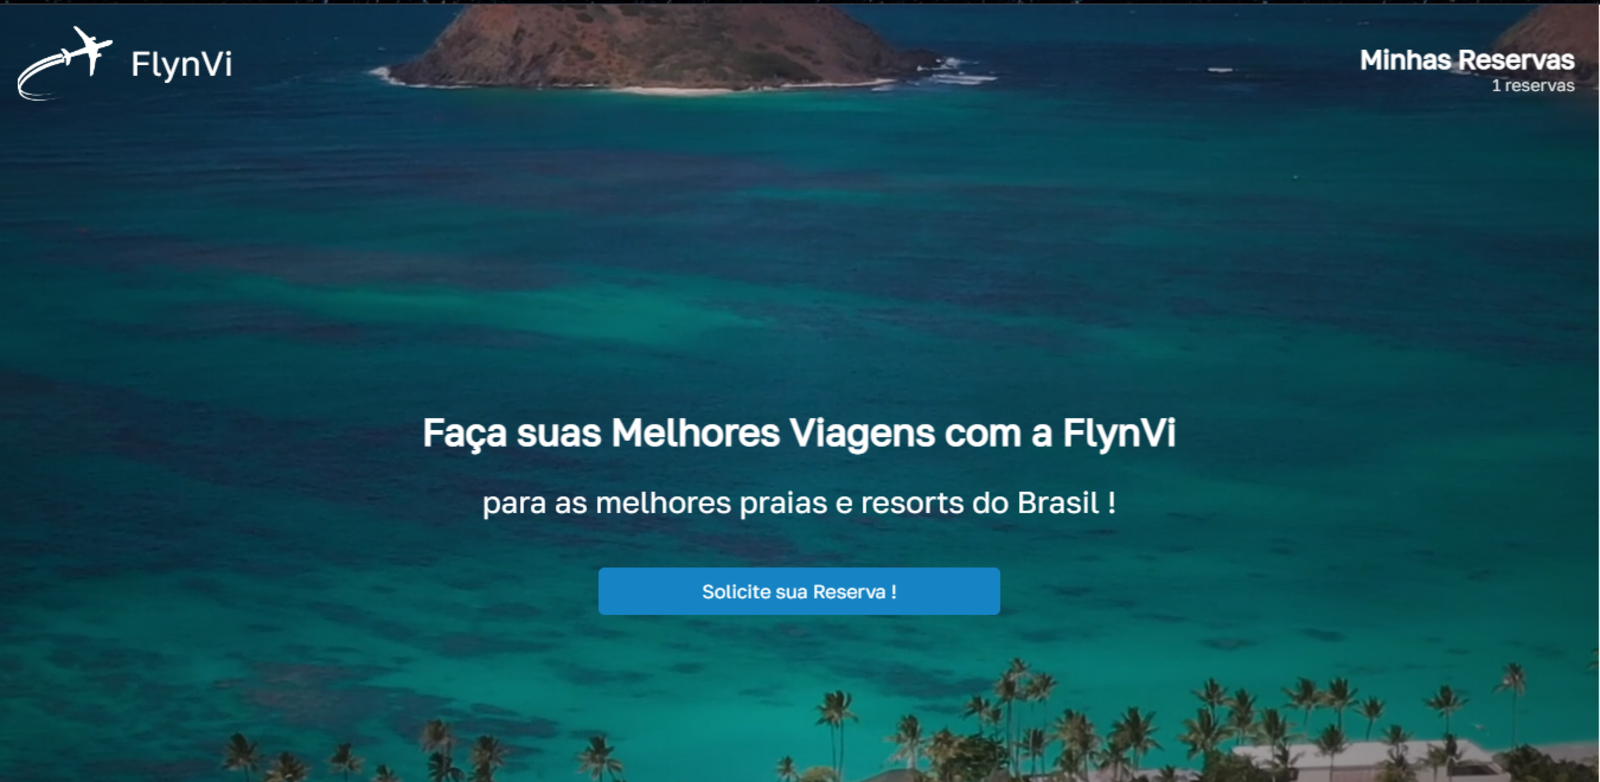 FlynVi
Minhas Reservas
1 reservas
Faça suas Melhores Viagens com a FlynVi
para as melhores praias e resorts do Brasil !
Solicite sua Reserva !